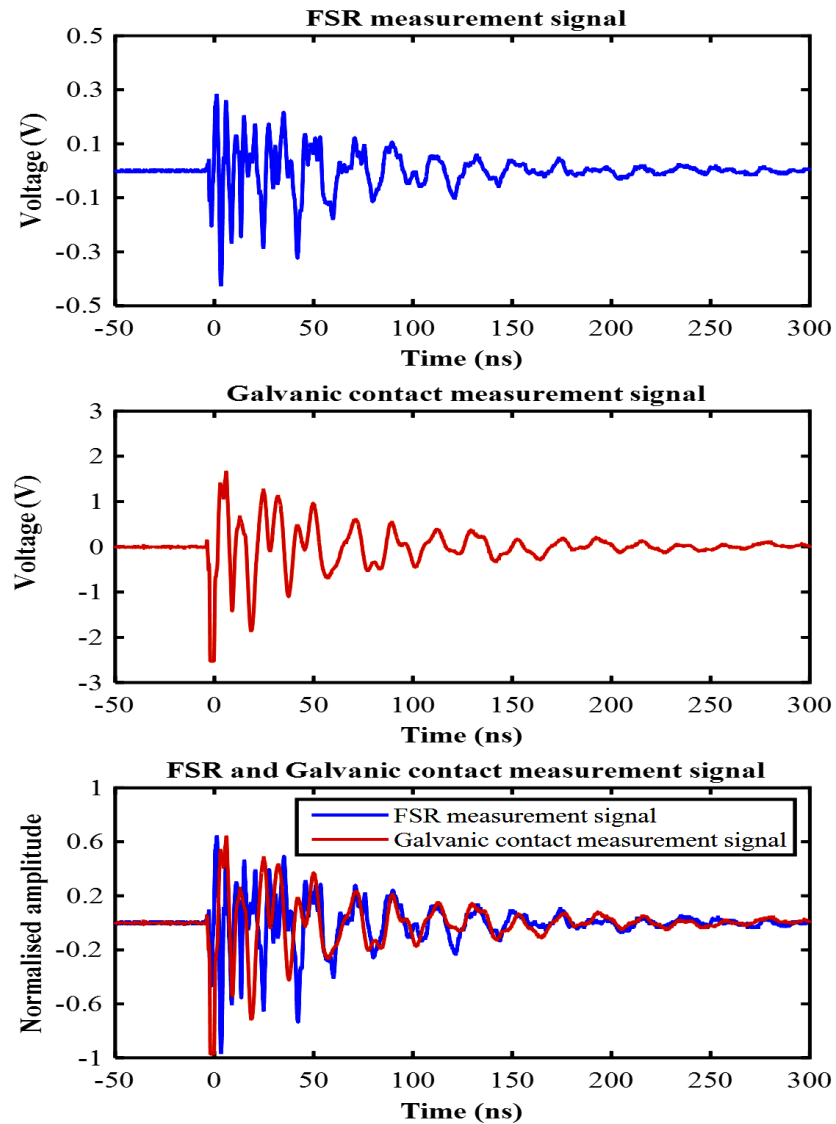 FSR measurement signal
0.5
0.3
0.1
-0.1
-0.3
-0.5
Voltage (V)
-50 0 50 100 150 200 250 300
Time (ns)
Galvanic contact measurement signal
3
2
1
0
-1
-2
-3
Voltage (V)
-50 0 50 100 150 200 250 300
Time (ns)
FSR and Galvanic contact measurement signal
1
0.6
0.2
-0.2
-0.6
-1
Normalised amplitude
FSR measurement signal
Galvanic contact measurement signal
-50 0 50 100 150 200 250 300
Time (ns)